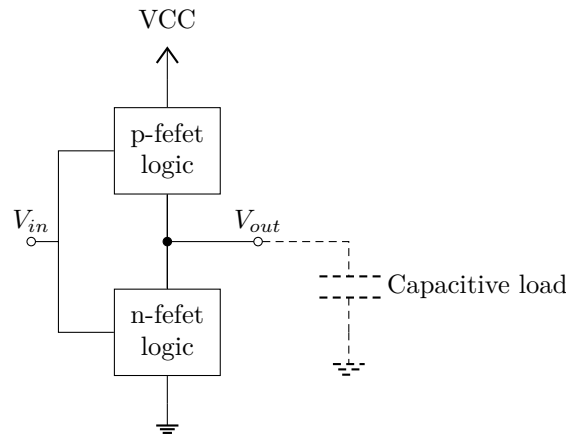 VCC
p-fefet
logic
V_in
V_out
Capacitive load
n-fefet
logic